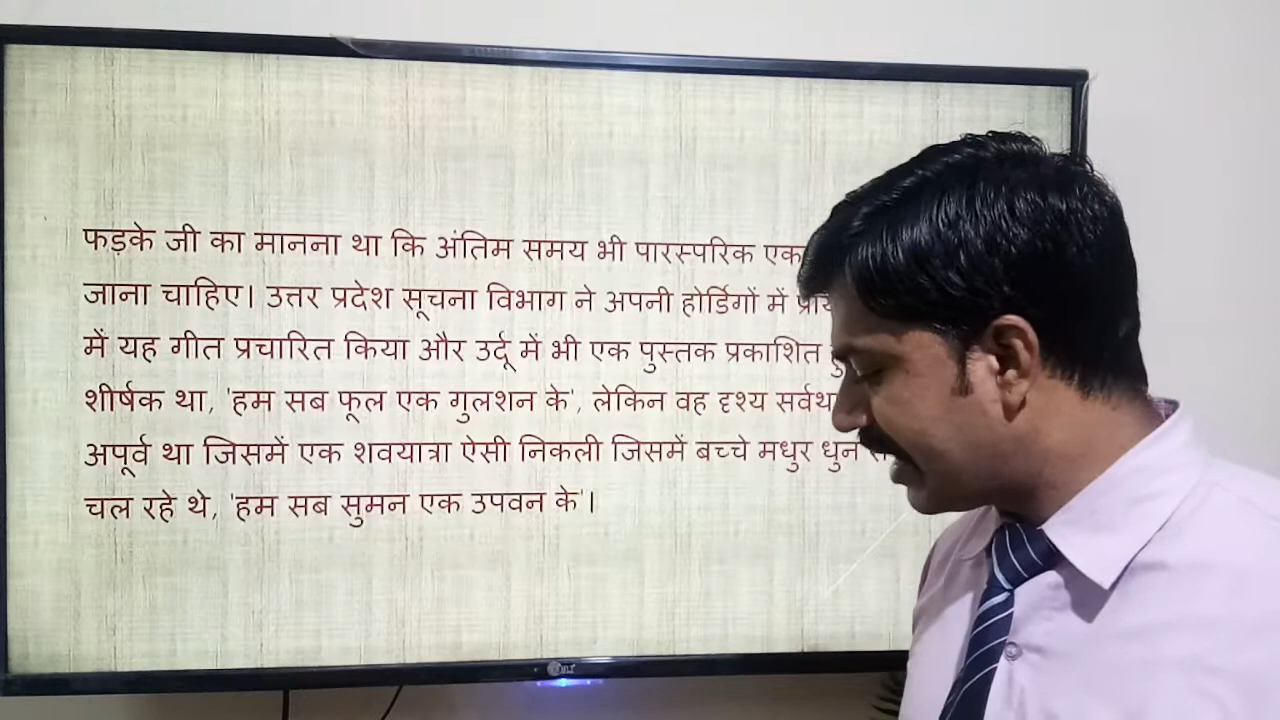 फड़के जी का मानना था कि अंतिम समय भी पारस्परिक
जाना चाहिए। उत्तर प्रदेश सूचना विभाग ने अपनी होर्डिगों में
में यह गीत प्रचारित किया और उर्दू में भी एक पुस्तक प्रकाशित
शीर्षक था, 'हम सब फूल एक गुलशन के', लेकिन वह दृश्य
अपूर्व था जिसमें एक शवयात्रा ऐसी निकली जिसमें बच्चे मधुर धुन
चल रहे थे, 'हम सब सुमन एक उपवन के'।